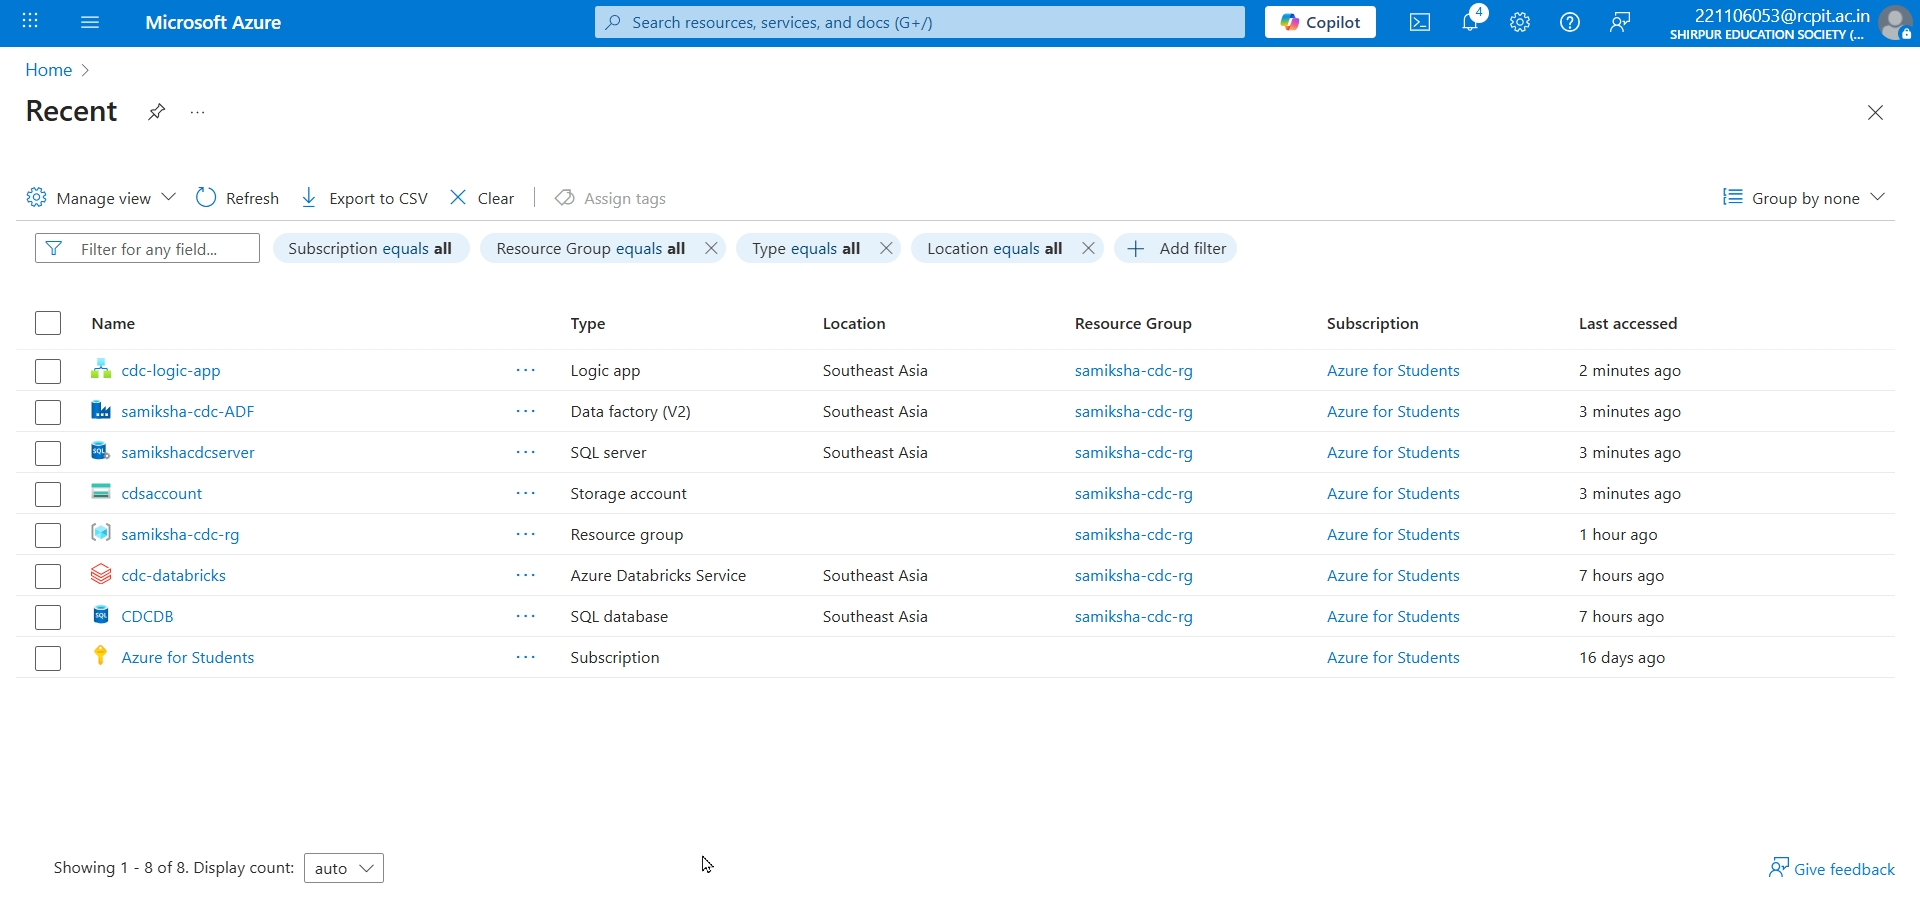 Microsoft Azure
Search resources, services, and docs (G+/)
Copilot
4
221106053@rcpit.ac.in
SHIRPUR EDUCATION SOCIETY (...
Home
Recent
Manage view
Refresh
Export to CSV
Clear
Assign tags
Group by none
Filter for any field...
Subscription equals all
Resource Group equals all
Type equals all
Location equals all
Add filter
Name Type Location Resource Group Subscription Last accessed
cdc-logic-app ... Logic app Southeast Asia samiksha-cdc-rg Azure for Students 2 minutes ago
samiksha-cdc-ADF ... Data factory (V2) Southeast Asia samiksha-cdc-rg Azure for Students 3 minutes ago
samikshacdcserver ... SQL server Southeast Asia samiksha-cdc-rg Azure for Students 3 minutes ago
cdsaccount ... Storage account samiksha-cdc-rg Azure for Students 3 minutes ago
samiksha-cdc-rg ... Resource group samiksha-cdc-rg Azure for Students 1 hour ago
cdc-databricks ... Azure Databricks Service Southeast Asia samiksha-cdc-rg Azure for Students 7 hours ago
CDCDB ... SQL database Southeast Asia samiksha-cdc-rg Azure for Students 7 hours ago
Azure for Students ... Subscription Azure for Students 16 days ago
Showing 1 - 8 of 8. Display count: auto
Give feedback